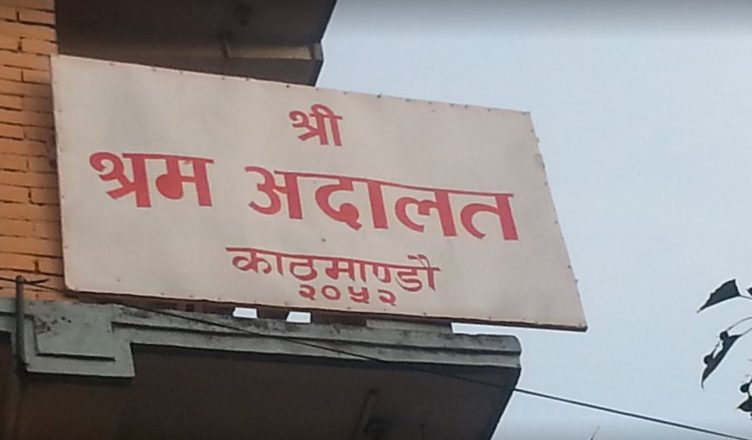 श्री
श्रम अदालत
काठमाण्डौ
२०५२